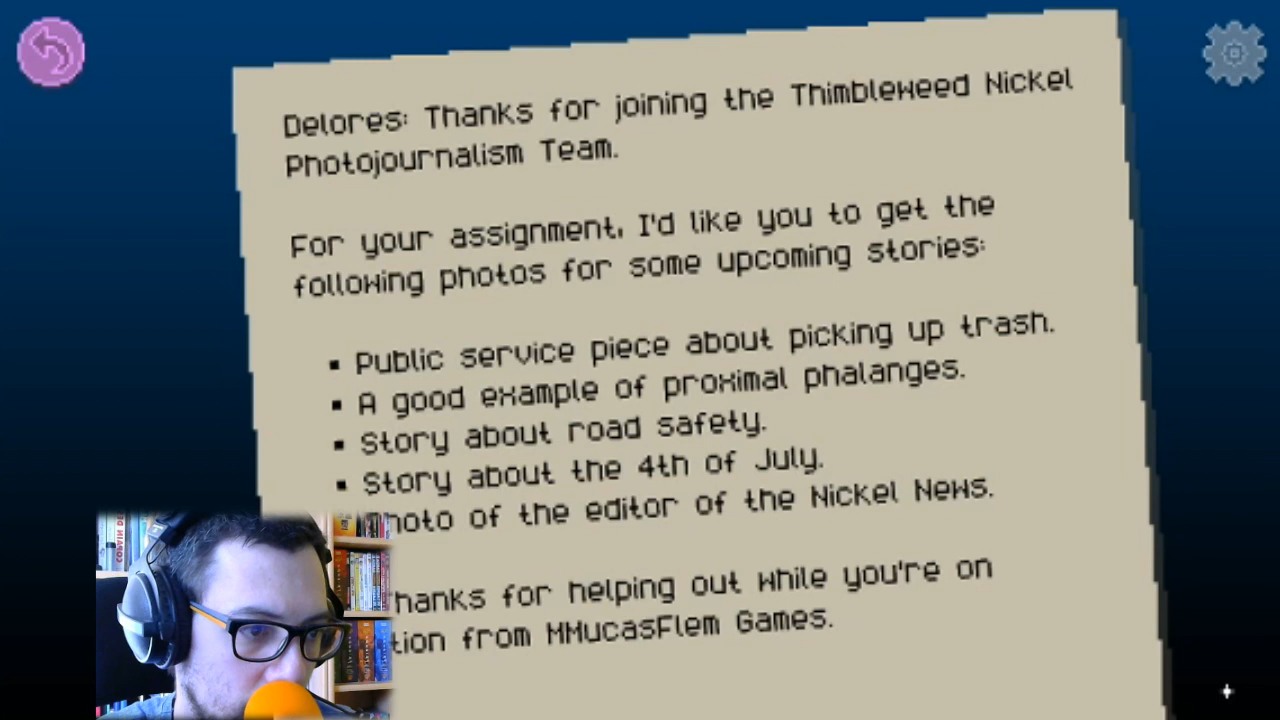 Delores: Thanks for joining the Thimbleweed Nickel
Photojournalism Team.
For your assignment, I'd like you to get the
following photos for some upcoming stories:
▪ Public service piece about picking up trash.
▪ A good example of proximal phalanges.
▪ Story about road safety.
▪ Story about the 4th of July.
of the editor of the Nickel News.
for helping out while you're on
from MMucasFlem Games.